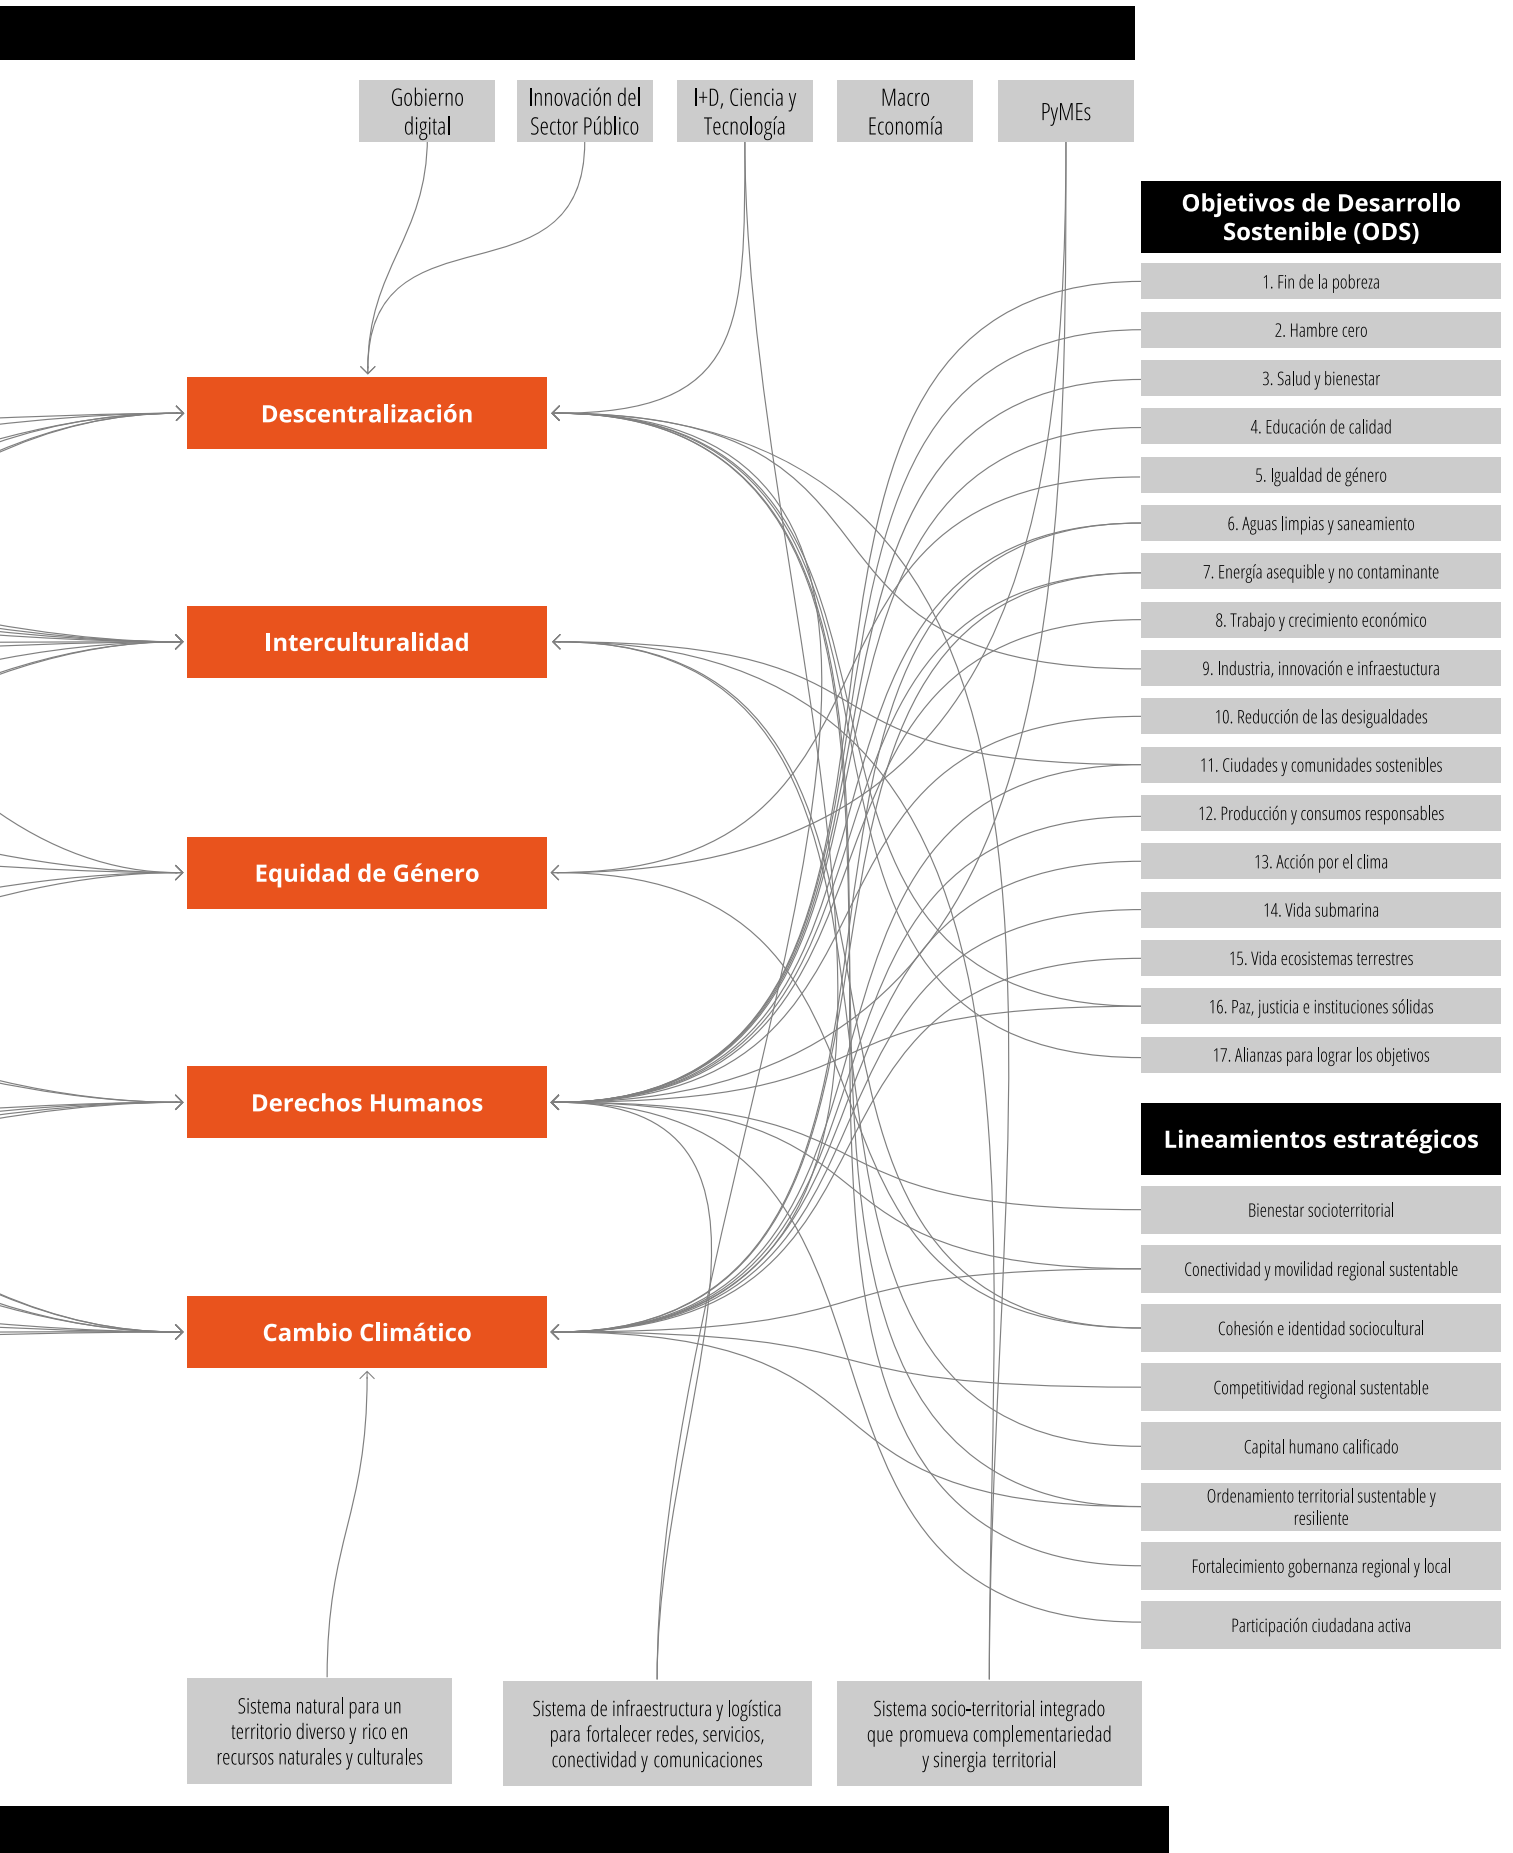 Gobierno
digital
Innovación del
Sector Público
I+D, Ciencia y
Tecnología
Macro
Economía
PyMEs
Objetivos de Desarrollo
Sostenible (ODS)
1. Fin de la pobreza
2. Hambre cero
3. Salud y bienestar
4. Educación de calidad
5. Igualdad de género
6. Aguas limpias y saneamiento
7. Energía asequible y no contaminante
8. Trabajo y crecimiento económico
9. Industria, innovación e infraestuctura
10. Reducción de las desigualdades
11. Ciudades y comunidades sostenibles
12. Producción y consumos responsables
13. Acción por el clima
14. Vida submarina
15. Vida ecosistemas terrestres
16. Paz, justicia e instituciones sólidas
17. Alianzas para lograr los objetivos
Descentralización
Interculturalidad
Equidad de Género
Derechos Humanos
Cambio Climático
Lineamientos estratégicos
Bienestar socioterritorial
Conectividad y movilidad regional sustentable
Cohesión e identidad sociocultural
Competitividad regional sustentable
Capital humano calificado
Ordenamiento territorial sustentable y
resiliente
Fortalecimiento gobernanza regional y local
Participación ciudadana activa
Sistema natural para un
territorio diverso y rico en
recursos naturales y culturales
Sistema de infraestructura y logística
para fortalecer redes, servicios,
conectividad y comunicaciones
Sistema socio-territorial integrado
que promueva complementariedad
y sinergia territorial